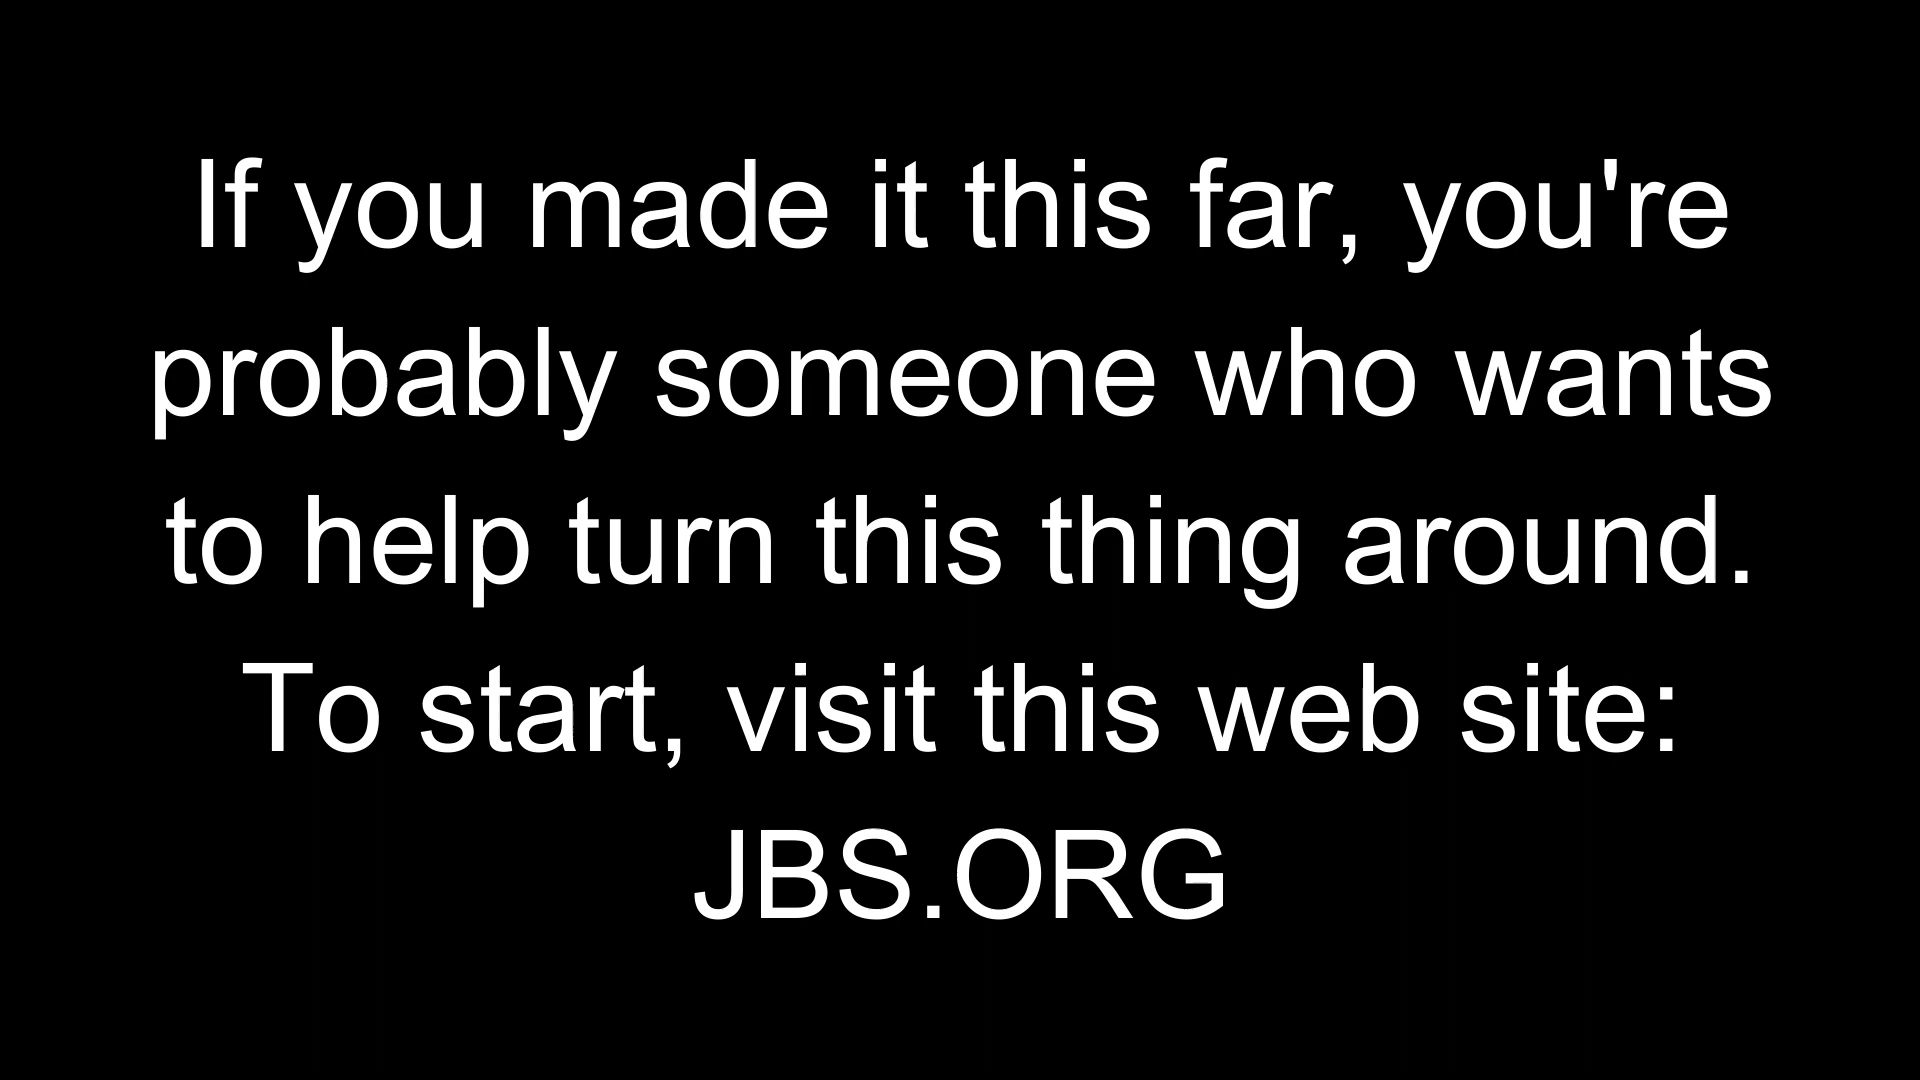 If you made it this far, you're
probably someone who wants
to help turn this thing around.
To start, visit this web site:
JBS.ORG